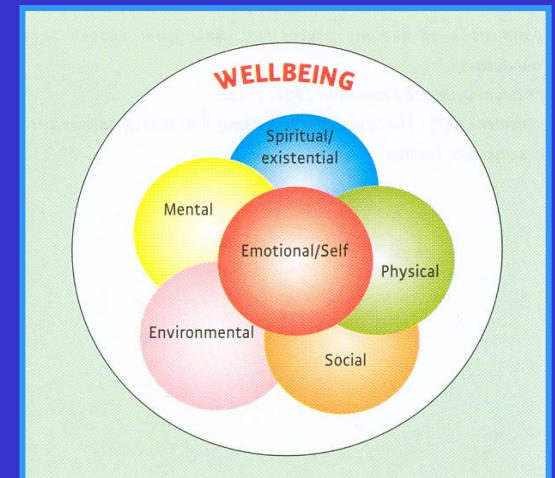 WELLBEING
Spiritual/
existential
Mental
Emotional/Self
Physical
Environmental
Social